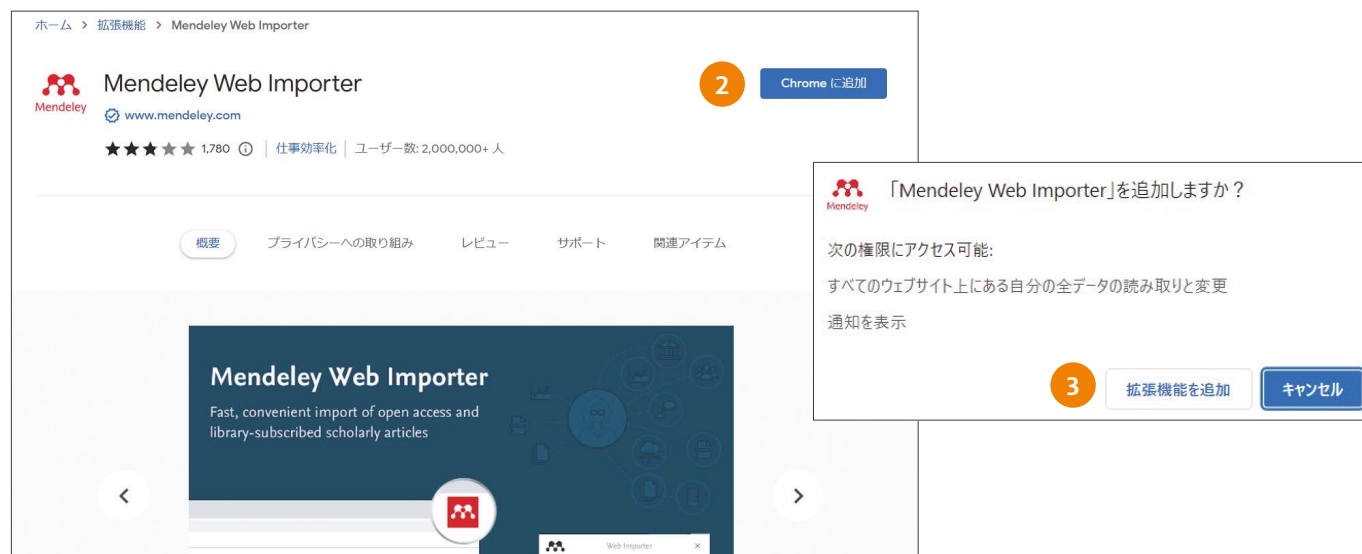 ホーム > 拡張機能 > Mendeley Web Importer
Mendeley
Mendeley Web Importer
www.mendeley.com
2
Chrome に追加
1,780
仕事効率化
ユーザー数: 2,000,000+ 人
概要
プライバシーへの取り組み
レビュー
サポート
関連アイテム
Mendeley Web Importer
Fast, convenient import of open access and
library-subscribed scholarly articles
Web Importer
Mendeley
「Mendeley Web Importer」を追加しますか？
次の権限にアクセス可能:
すべてのウェブサイト上にある自分の全データの読み取りと変更
通知を表示
3
拡張機能を追加
キャンセル